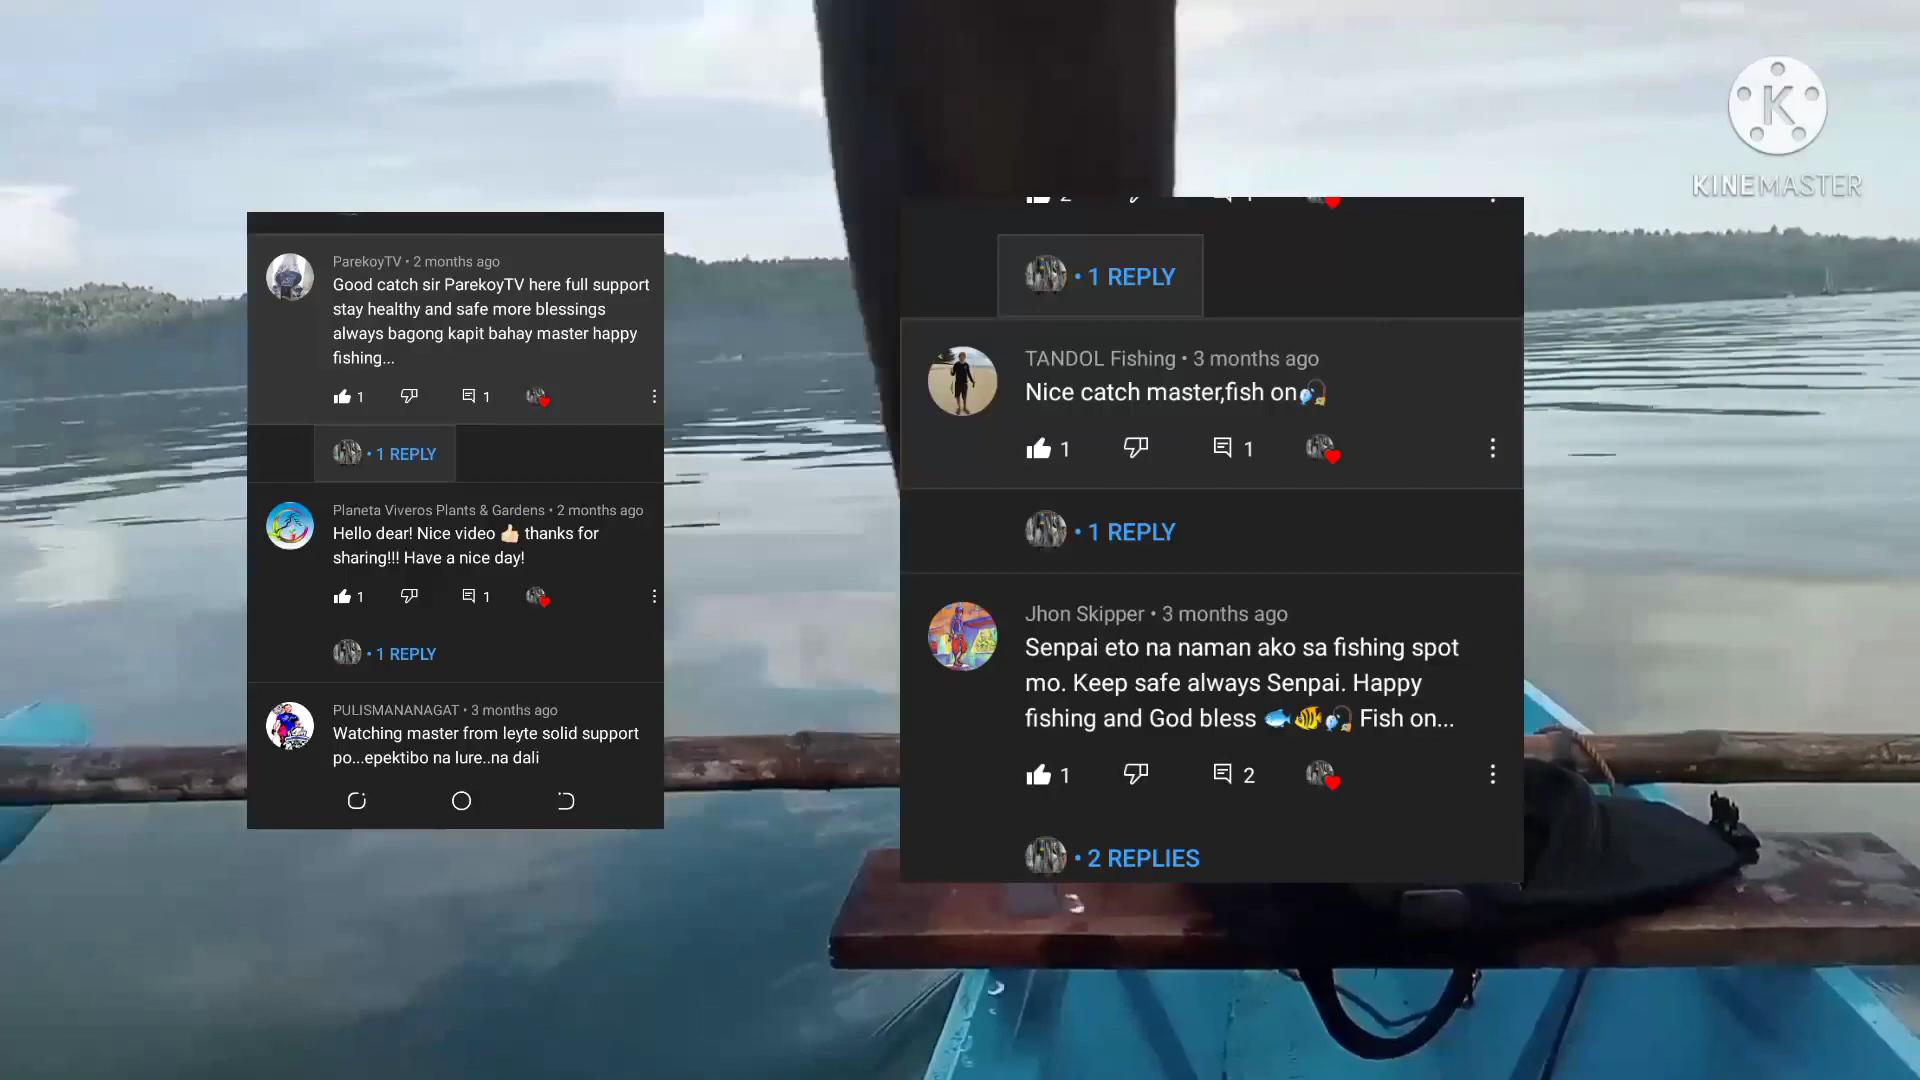 KINEMASTER
ParekoyTV • 2 months ago
Good catch sir ParekoyTV here full support
stay healthy and safe more blessings
always bagong kapit bahay master happy
fishing...
1
1
• 1 REPLY
Planeta Viveros Plants & Gardens • 2 months ago
Hello dear! Nice video 👍🏻 thanks for
sharing!!! Have a nice day!
1
1
• 1 REPLY
PULISMANANAGAT • 3 months ago
Watching master from leyte solid support
po...epektibo na lure..na dali
• 1 REPLY
TANDOL Fishing • 3 months ago
Nice catch master,fish on🎣
1
1
• 1 REPLY
Jhon Skipper • 3 months ago
Senpai eto na naman ako sa fishing spot
mo. Keep safe always Senpai. Happy
fishing and God bless 🐟🐠🎣 Fish on...
1
2
• 2 REPLIES